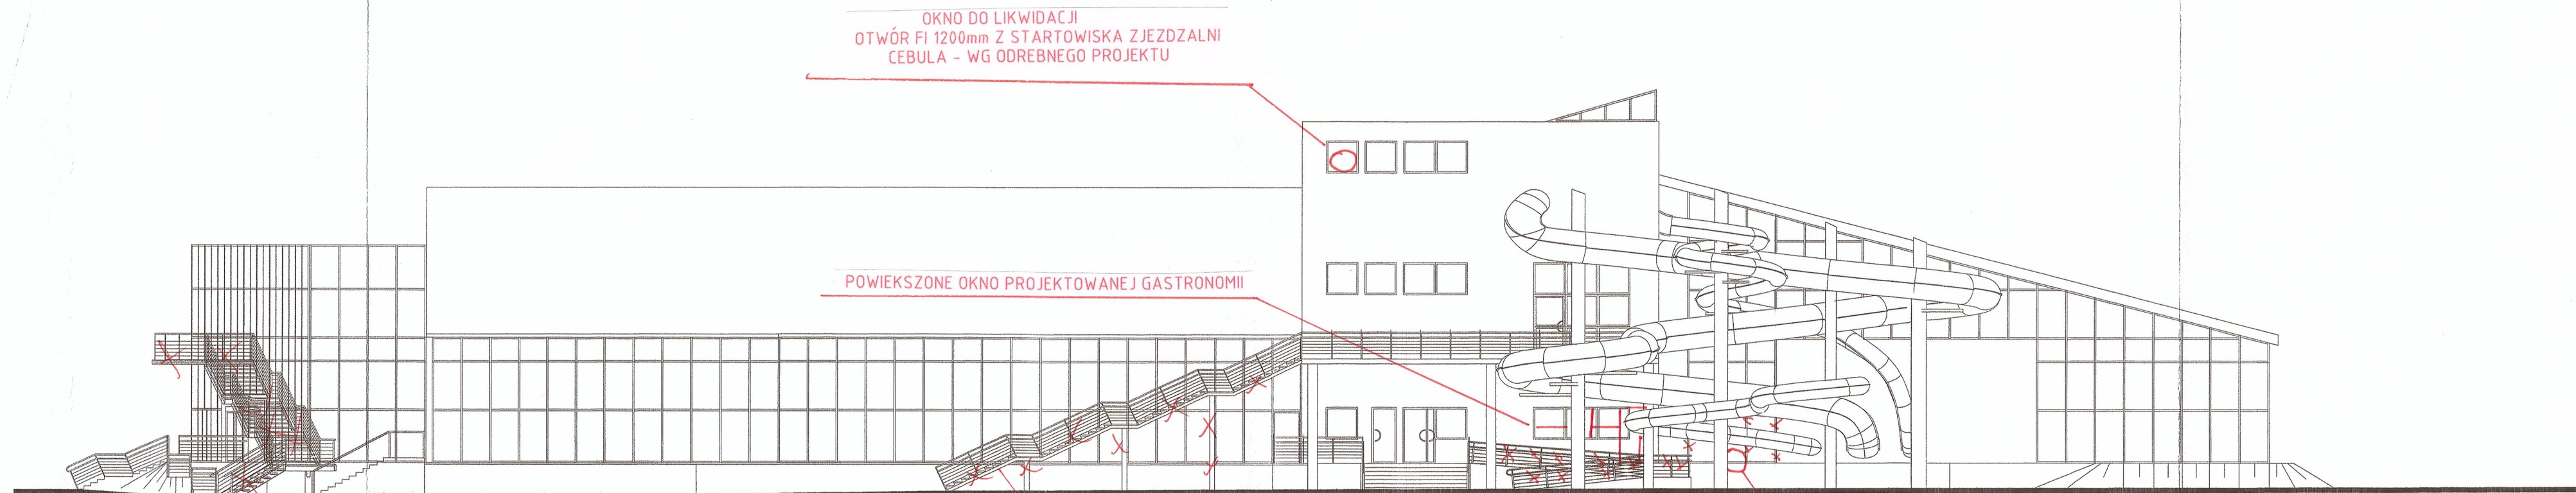 OKNO DO LIKWIDACJI
OTWÓR FI 1200mm Z STARTOWISKA ZJEZDZALNI
CEBULA - WG ODREBNEGO PROJEKTU
POWIEKSZONE OKNO PROJEKTOWANEJ GASTRONOMII